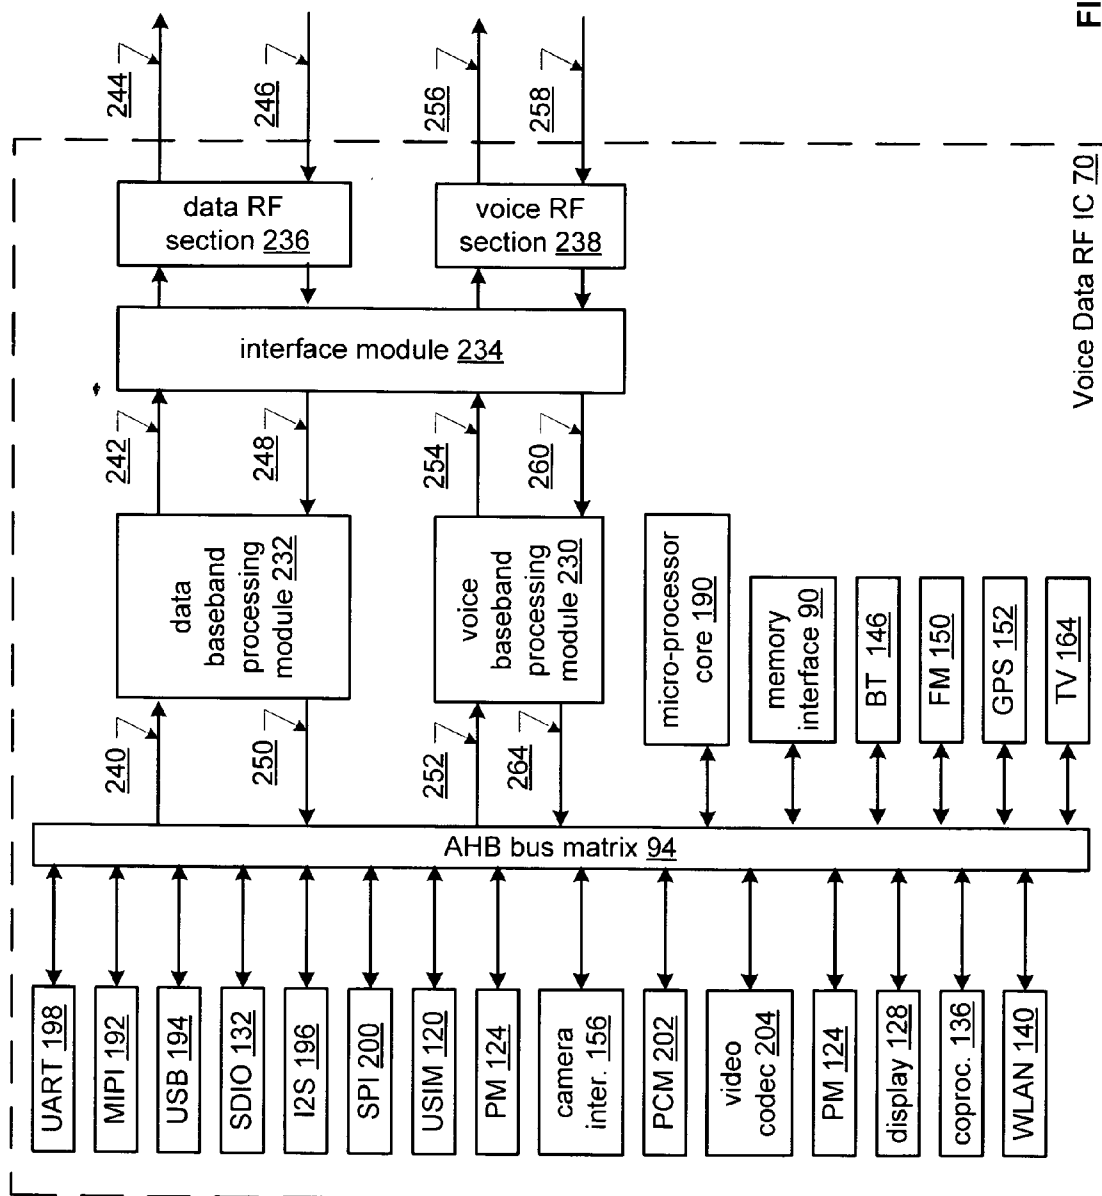 FI
Voice Data RF IC 70
244
246
256
258
data RF
section 236
voice RF
section 238
interface module 234
242
248
254
260
data
baseband
processing
module 232
voice
baseband
processing
module 230
micro-processor
core 190
memory
interface 90
BT 146
FM 150
GPS 152
TV 164
240
250
252
264
AHB bus matrix 94
UART 198
MIPI 192
USB 194
SDIO 132
I2S 196
SPI 200
USIM 120
PM 124
camera
inter. 156
PCM 202
video
codec 204
PM 124
display 128
coproc. 136
WLAN 140